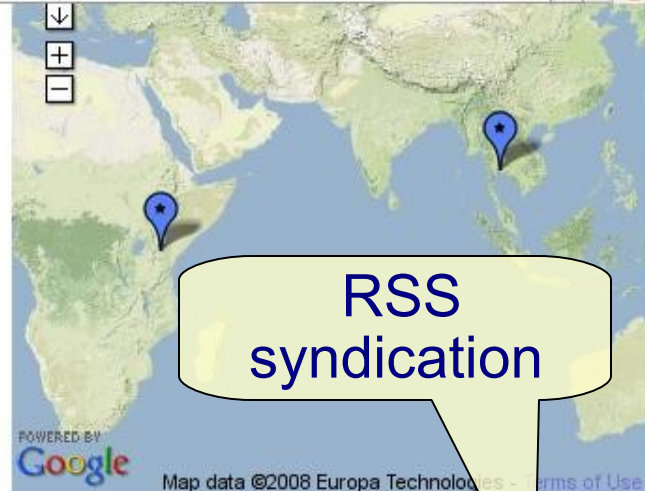 RSS
syndication
POWERED BY
Google
Map data ©2008 Europa Technologies - Terms of Use